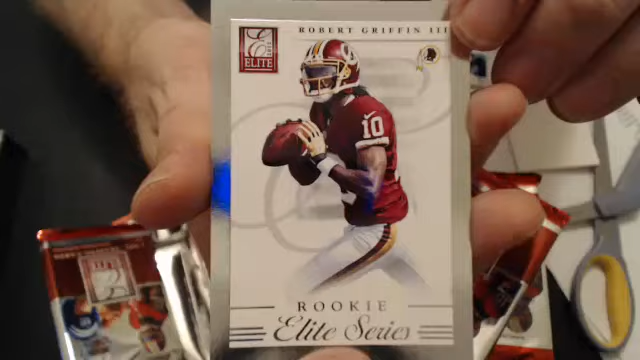 ROBERT GRIFFIN III
ELITE
10
ROOKIE
Elite Series